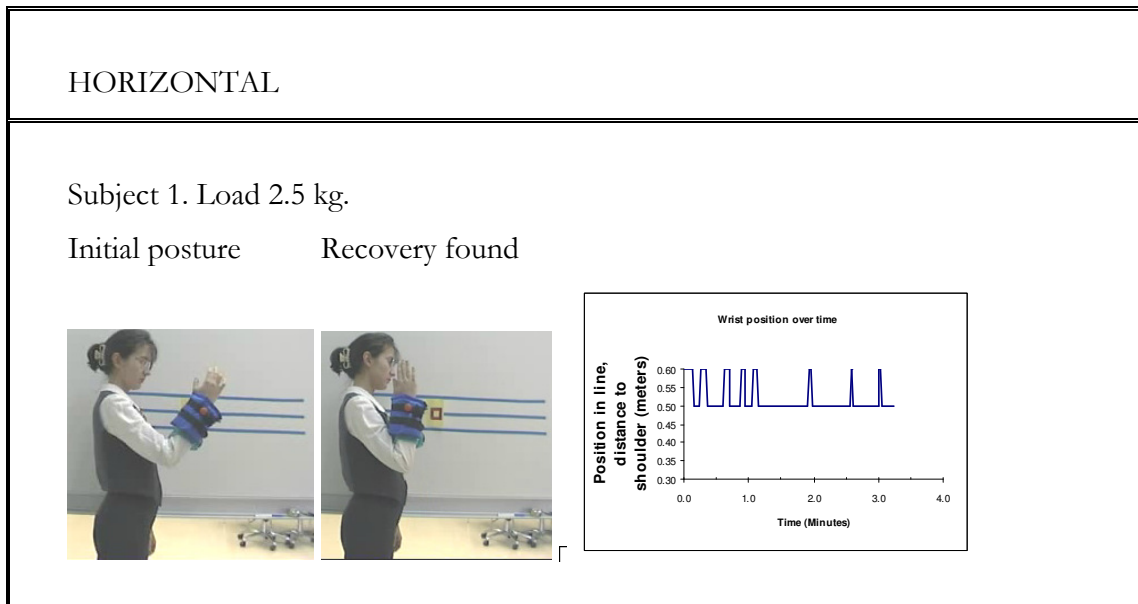 HORIZONTAL
Subject 1. Load 2.5 kg.
Initial posture Recovery found
Wrist position over time
Position in line,
distance to
shoulder (meters)
0.60
0.55
0.50
0.45
0.40
0.35
0.30
0.0 1.0 2.0 3.0 4.0
Time (Minutes)